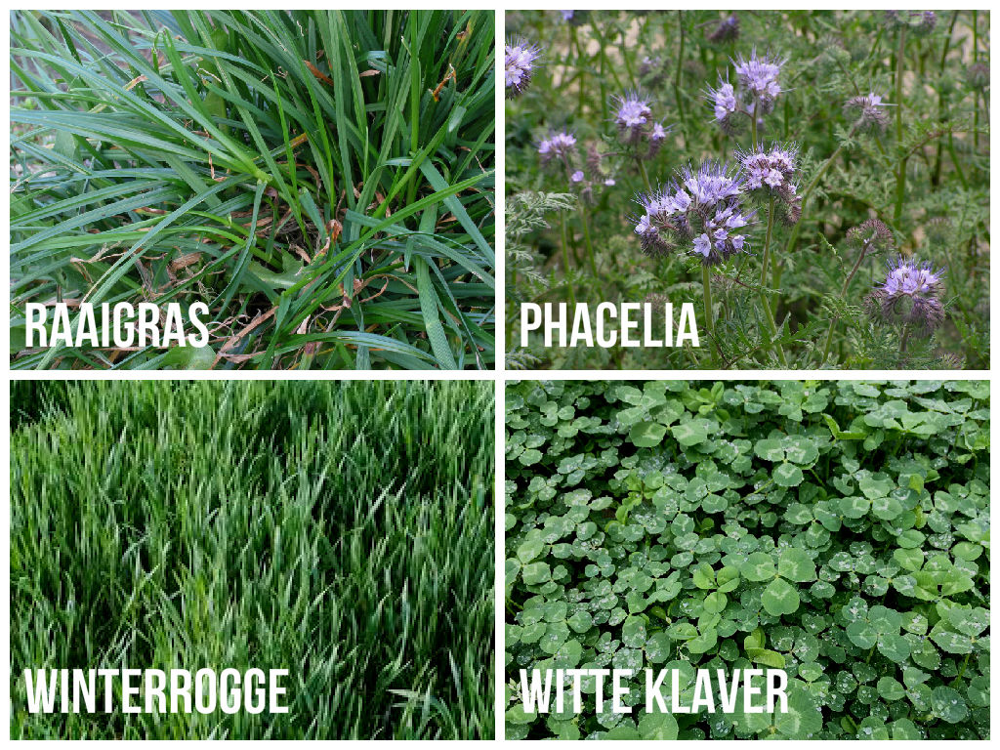 RAAIGRAS
PHACELIA
WINTERROGGE
WITTE KLAVER